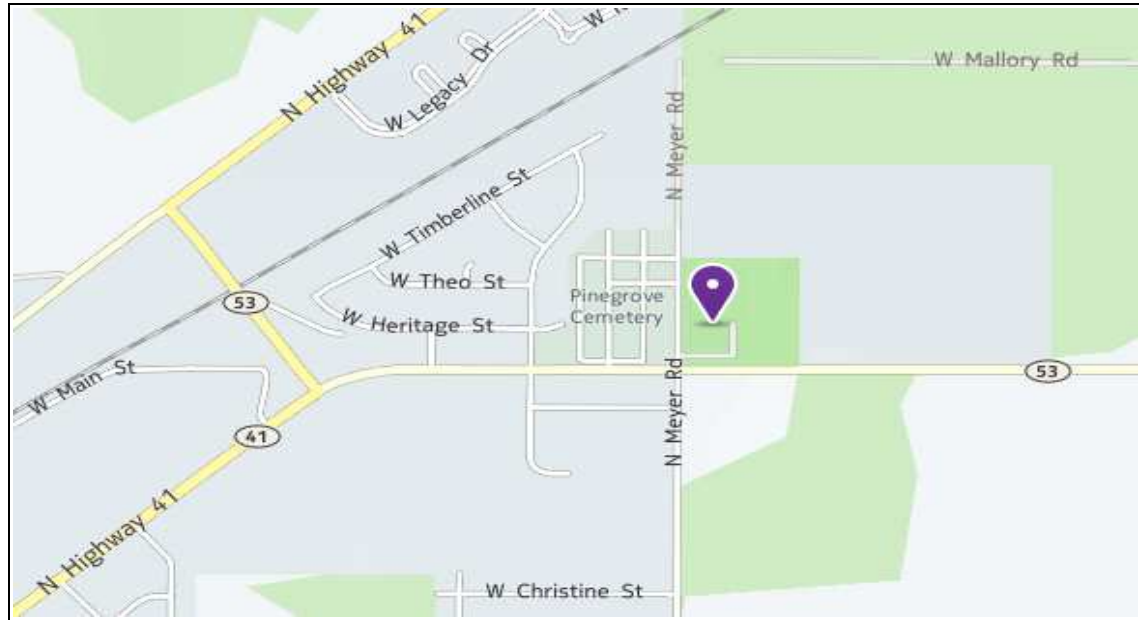 N Highway 41
W Legacy Dr
W Mallory Rd
N Meyer Rd
W Timberline St
W Theo St
Pinegrove
Cemetery
53
W Heritage St
W Main St
53
N Meyer Rd
41
N Highway 41
W Christine St